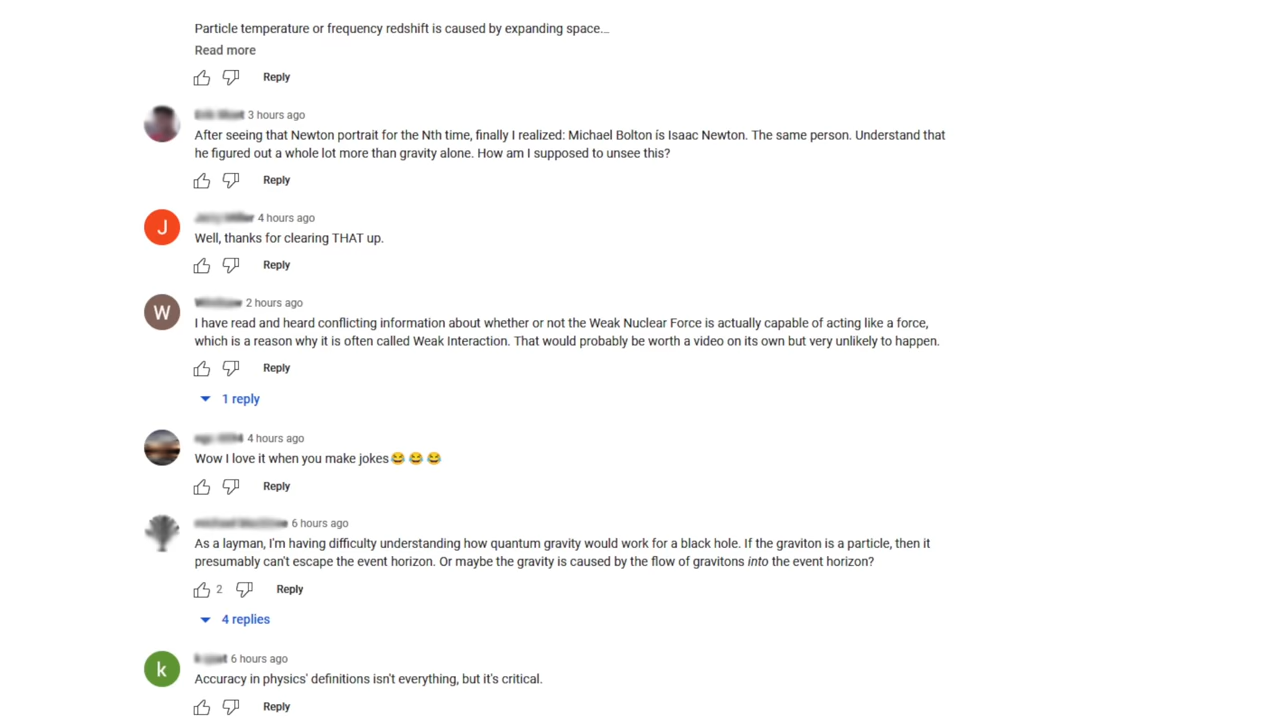 Particle temperature or frequency redshift is caused by expanding space...
Read more
Reply
3 hours ago
After seeing that Newton portrait for the Nth time, finally I realized: Michael Bolton ís Isaac Newton. The same person. Understand that
he figured out a whole lot more than gravity alone. How am I supposed to unsee this?
Reply
J
4 hours ago
Well, thanks for clearing THAT up.
Reply
W
2 hours ago
I have read and heard conflicting information about whether or not the Weak Nuclear Force is actually capable of acting like a force,
which is a reason why it is often called Weak Interaction. That would probably be worth a video on its own but very unlikely to happen.
Reply
1 reply
4 hours ago
Wow I love it when you make jokes😂😂😂
Reply
6 hours ago
As a layman, I'm having difficulty understanding how quantum gravity would work for a black hole. If the graviton is a particle, then it
presumably can't escape the event horizon. Or maybe the gravity is caused by the flow of gravitons into the event horizon?
2 Reply
4 replies
k
6 hours ago
Accuracy in physics' definitions isn't everything, but it's critical.
Reply